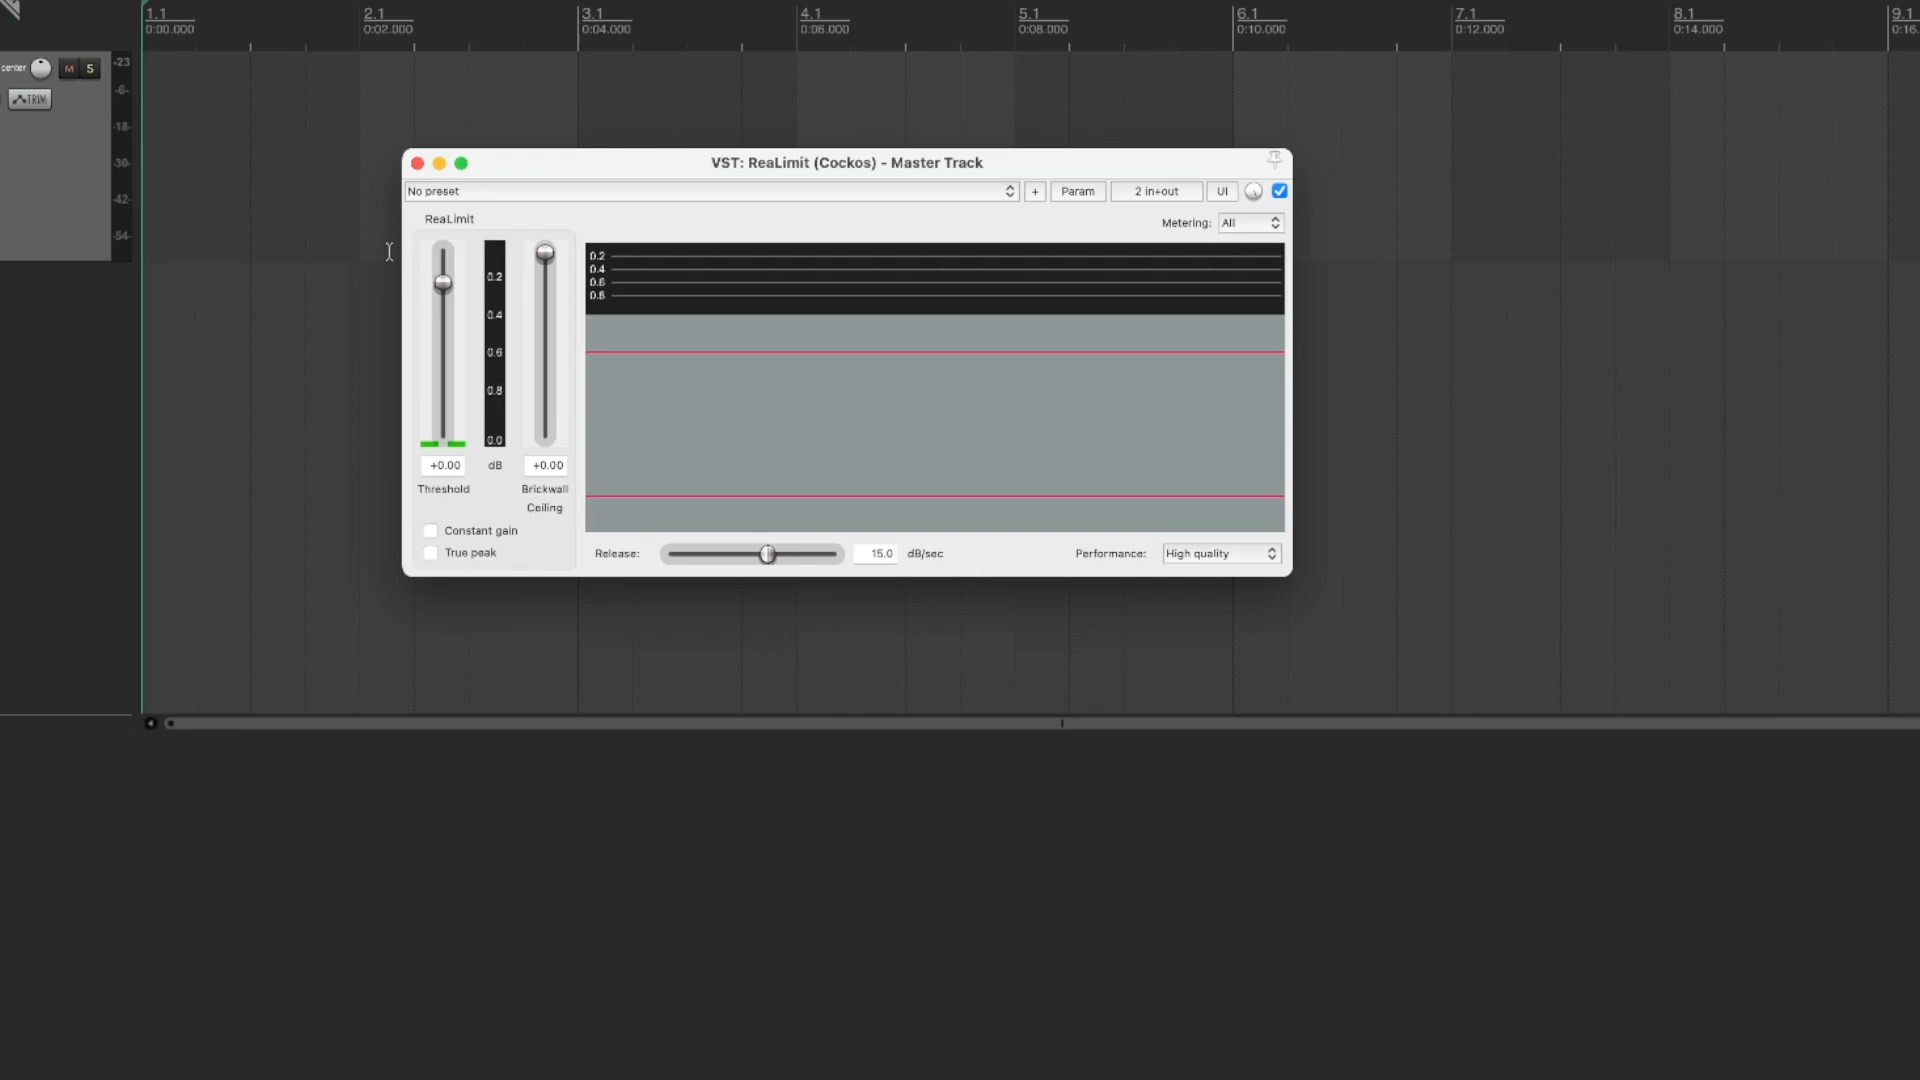 1.1 2.1 3.1 4.1 5.1 6.1 7.1 8.1 9.1
0:00.000 0:02.000 0:04.000 0:06.000 0:08.000 0:10.000 0:12.000 0:14.000 0:16.
center M S -23
-6-
TRIM
-18-
-30-
-42-
-54-
VST: ReaLimit (Cockos) - Master Track
No preset + Param 2 in+out UI
ReaLimit
Metering: All
0.2
0.4
0.6
0.8
0.2
0.4
0.6
0.8
0.0
+0.00 dB +0.00
Threshold Brickwall
Ceiling
Constant gain
True peak
Release: 15.0 dB/sec Performance: High quality